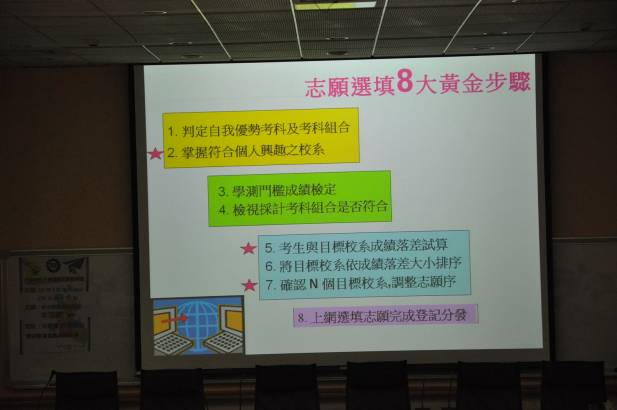 志願選填8大黃金步驟
1. 判定自我優勢考科及考科組合
2. 掌握符合個人興趣之校系
3. 學測門檻成績檢定
4. 檢視採計考科組合是否符合
5. 考生與目標校系成績落差試算
6. 將目標校系依成績落差大小排序
7. 確認 N 個目標校系,調整志願序
8. 上網選填志願完成登記分發